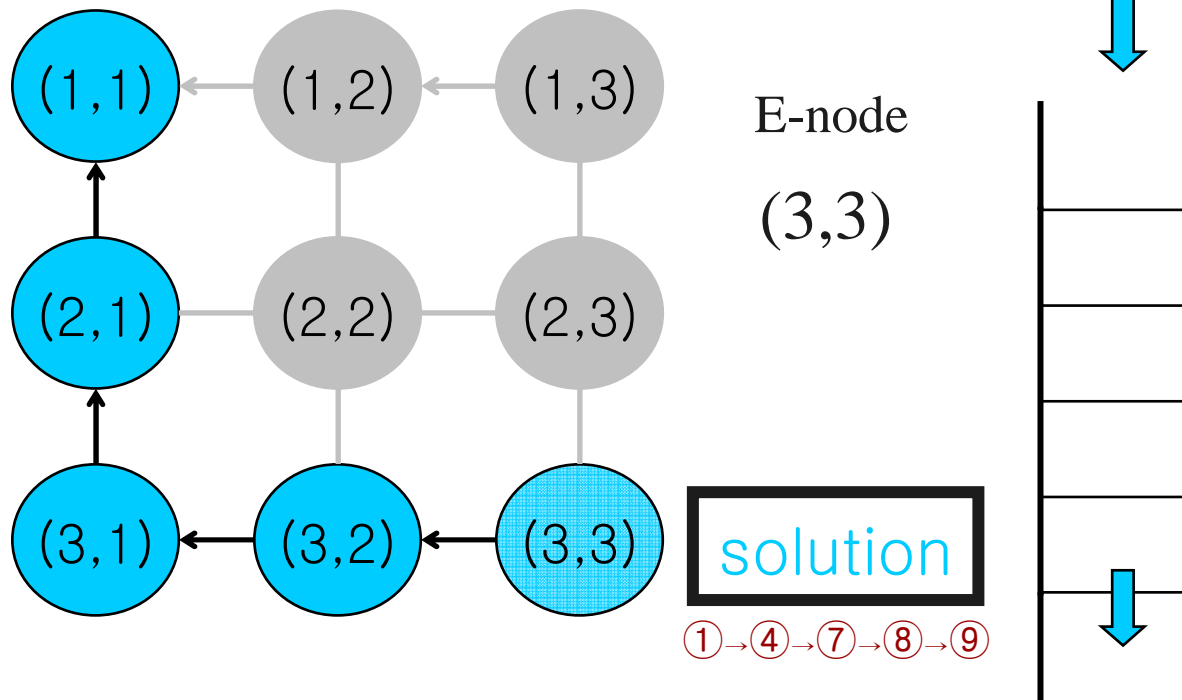 (1,1) (1,2) (1,3)
E-node
(3,3)
(2,1) (2,2) (2,3)
(3,1) (3,2) (3,3)
solution
①→④→⑦→⑧→⑨